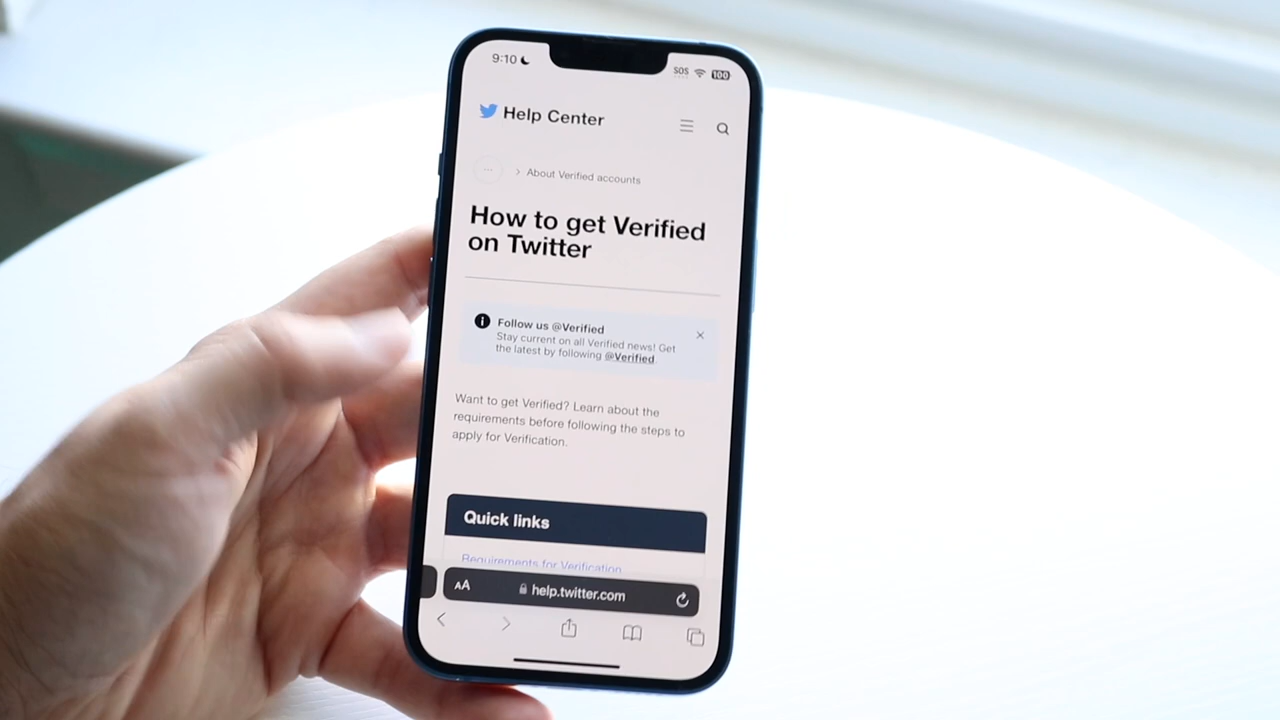 9:10
SOS 100
Help Center
... > About Verified accounts
How to get Verified
on Twitter
Follow us @Verified
Stay current on all Verified news! Get
the latest by following @Verified
Want to get Verified? Learn about the
requirements before following the steps to
apply for Verification.
Quick links
Requirements for Verification
AA help.twitter.com